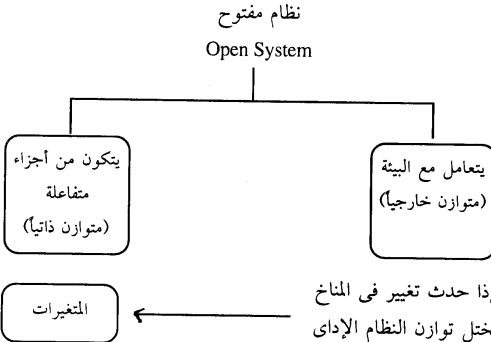 نظام مفتوح
Open System
يتعامل مع البيئة
(متوازن خارجياً)
يتكون من أجزاء
متفاعلة
(متوازن ذاتياً)
حدث تغيير فى المناخ
توازن النظام الإداى
المتغيرات